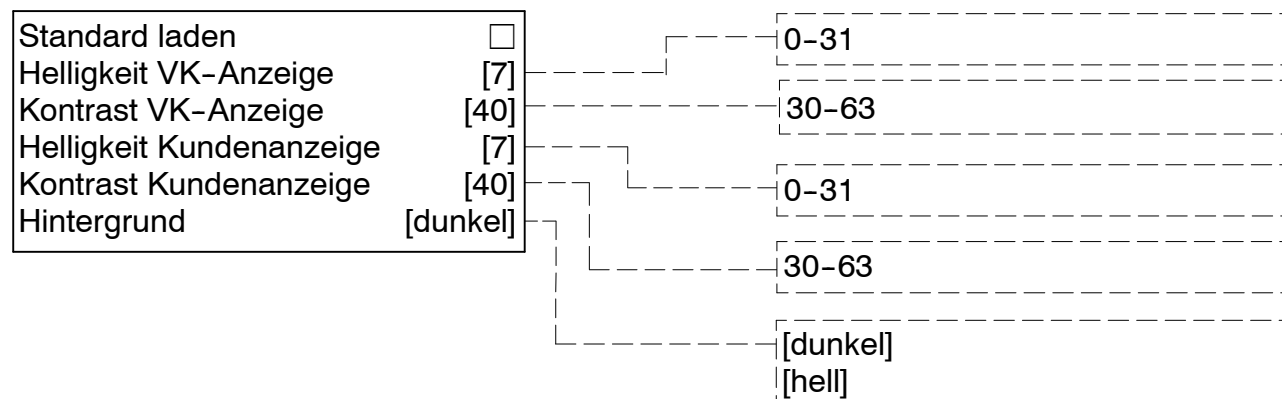 Standard laden □
Helligkeit VK-Anzeige [7]
Kontrast VK-Anzeige [40]
Helligkeit Kundenanzeige [7]
Kontrast Kundenanzeige [40]
Hintergrund [dunkel]
0-31
30-63
0-31
30-63
[dunkel]
[hell]